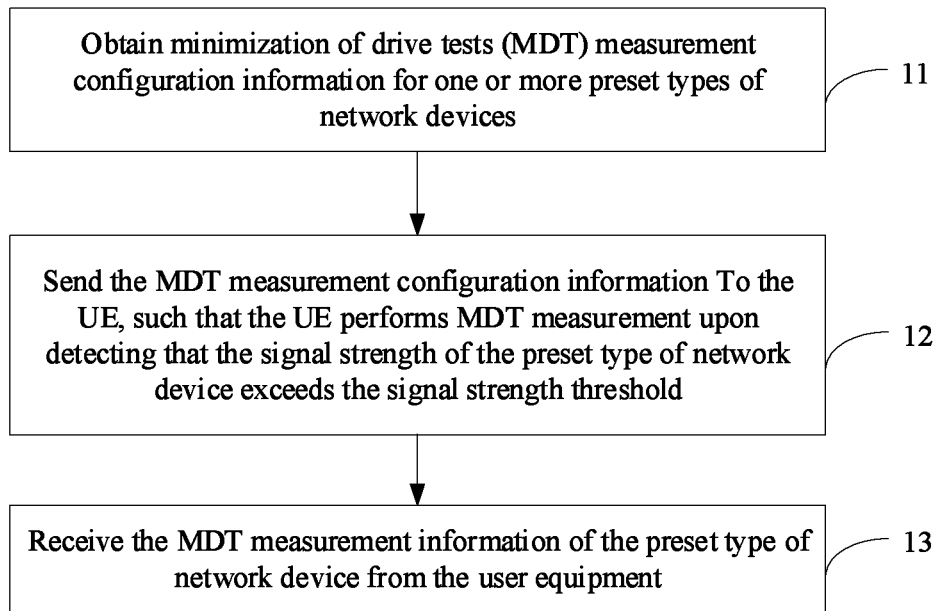 Obtain minimization of drive tests (MDT) measurement
configuration information for one or more preset types of
network devices
11
Send the MDT measurement configuration information To the
UE, such that the UE performs MDT measurement upon
detecting that the signal strength of the preset type of network
device exceeds the signal strength threshold
12
Receive the MDT measurement information of the preset type of
network device from the user equipment
13